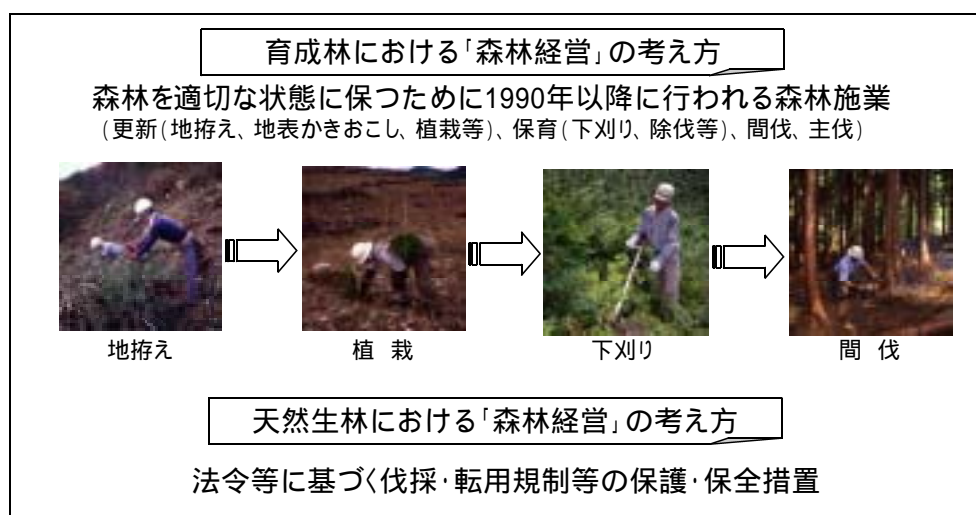 育成林における「森林経営」の考え方
森林を適切な状態に保つために1990年以降に行われる森林施業
(更新(地拵え、地表かきおこし、植栽等)、保育(下刈り、除伐等)、間伐、主伐)
地拵え
植 栽
下刈り
間 伐
天然生林における「森林経営」の考え方
法令等に基づく伐採・転用規制等の保護・保全措置